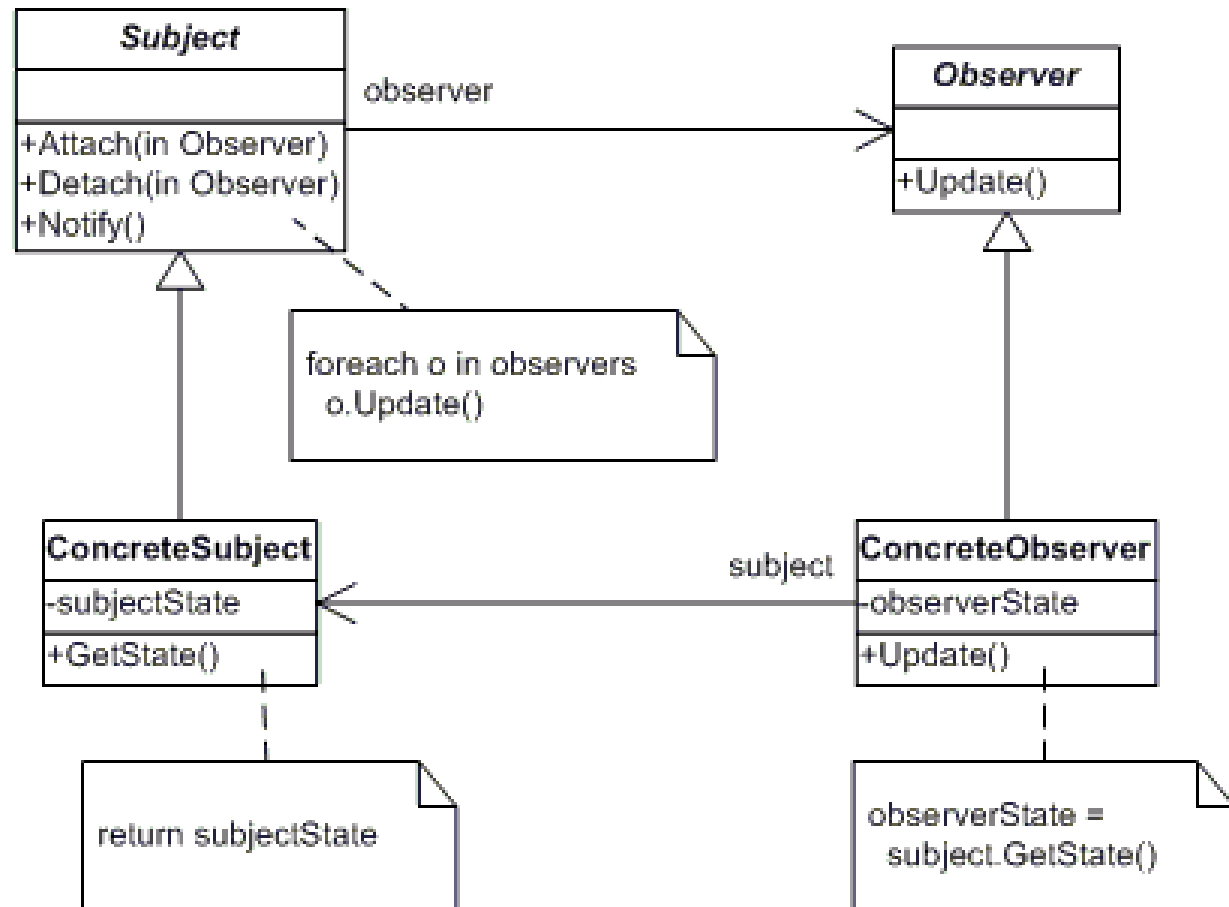 Subject
+Attach(in Observer)
+Detach(in Observer)
+Notify()
observer
Observer
+Update()
foreach o in observers
o.Update()
ConcreteSubject
-subjectState
+GetState()
subject
ConcreteObserver
-observerState
+Update()
return subjectState
observerState =
subject.GetState()